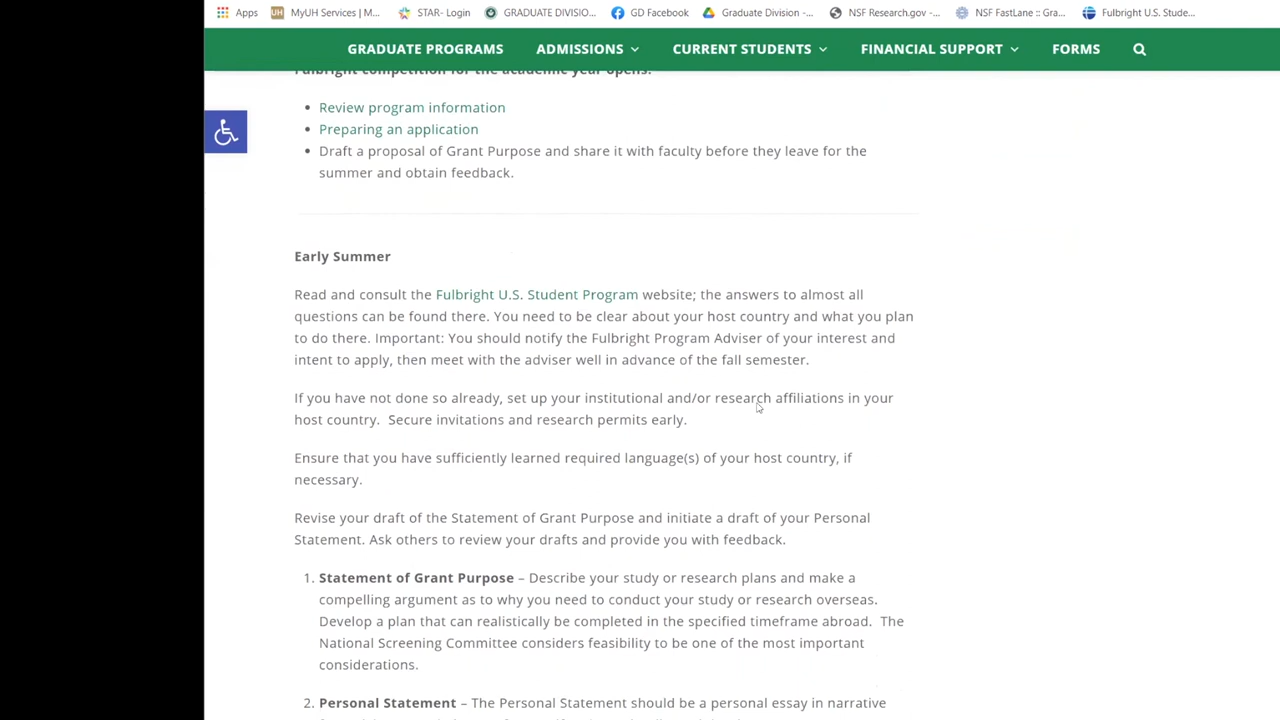 Apps MyUH Services | M... STAR- Login GRADUATE DIVISIO... GD Facebook Graduate Division -... NSF Research.gov -... NSF FastLane :: Gra... Fulbright U.S. Stude...
GRADUATE PROGRAMS ADMISSIONS CURRENT STUDENTS FINANCIAL SUPPORT FORMS
Fulbright competition for the academic year opens:
• Review program information
• Preparing an application
• Draft a proposal of Grant Purpose and share it with faculty before they leave for the
summer and obtain feedback.
Early Summer
Read and consult the Fulbright U.S. Student Program website; the answers to almost all
questions can be found there. You need to be clear about your host country and what you plan
to do there. Important: You should notify the Fulbright Program Adviser of your interest and
intent to apply, then meet with the adviser well in advance of the fall semester.
If you have not done so already, set up your institutional and/or research affiliations in your
host country. Secure invitations and research permits early.
Ensure that you have sufficiently learned required language(s) of your host country, if
necessary.
Revise your draft of the Statement of Grant Purpose and initiate a draft of your Personal
Statement. Ask others to review your drafts and provide you with feedback.
1. Statement of Grant Purpose – Describe your study or research plans and make a
compelling argument as to why you need to conduct your study or research overseas.
Develop a plan that can realistically be completed in the specified timeframe abroad. The
National Screening Committee considers feasibility to be one of the most important
considerations.
2. Personal Statement – The Personal Statement should be a personal essay in narrative